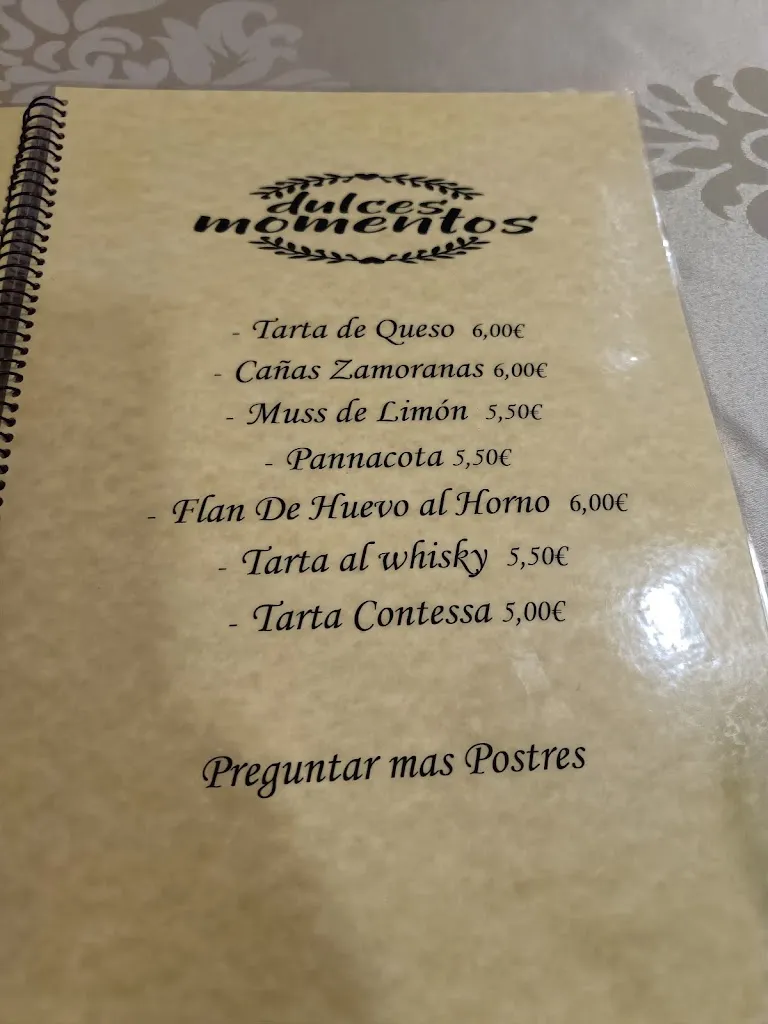 dulces
momentos
- Tarta de Queso 6,00€
- Cañas Zamoranas 6,00€
- Muss de Limón 5,50€
- Pannacota 5,50€
- Flan De Huevo al Horno 6,00€
- Tarta al whisky 5,50€
- Tarta Contessa 5,00€
Preguntar mas Postres